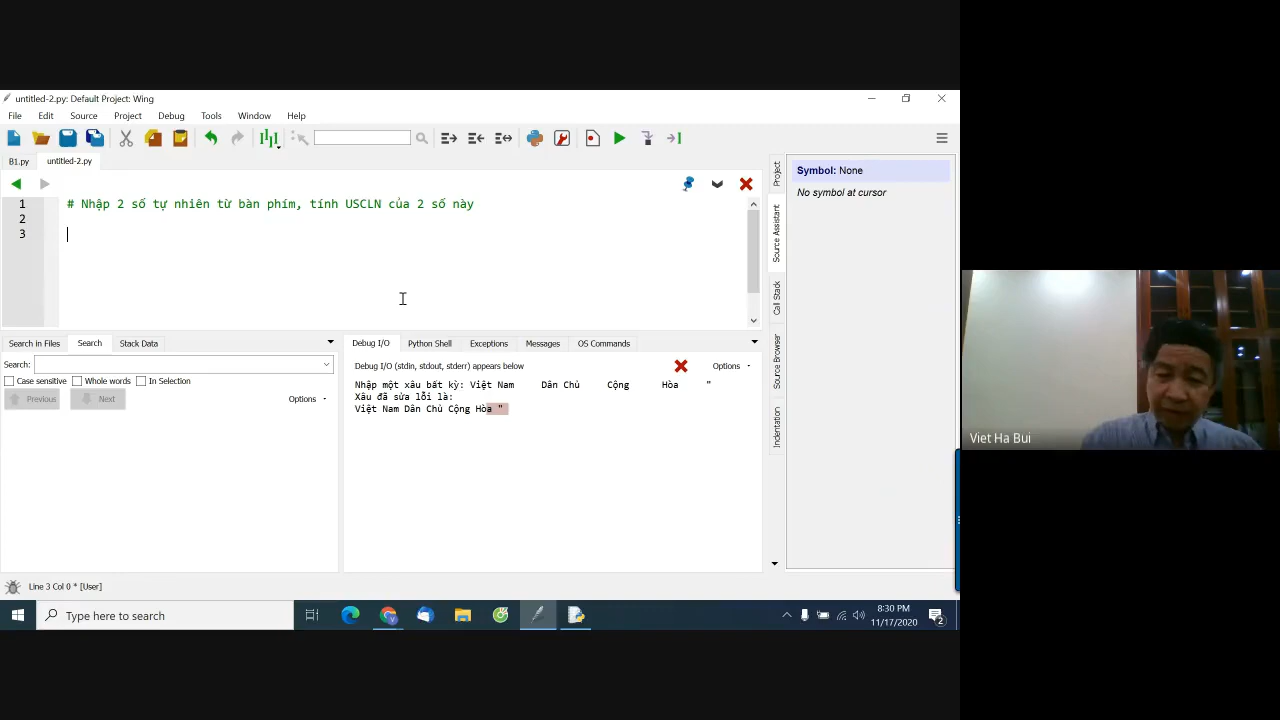 untitled-2.py: Default Project: Wing
File Edit Source Project Debug Tools Window Help
B1.py untitled-2.py
1 # Nhập 2 số tự nhiên từ bàn phím, tính USCLN của 2 số này
2
3
Symbol: None
No symbol at cursor
Project
Source Assistant
Call Stack
Source Browser
Indentation
Search in Files Search Stack Data
Search:
Case sensitive Whole words In Selection
Previous Next Options
Debug I/O Python Shell Exceptions Messages OS Commands
Debug I/O (stdin, stdout, stderr) appears below Options
Nhập một xâu bất kỳ: Việt Nam Dân Chủ Cộng Hòa "
Xâu đã sửa lỗi là:
Việt Nam Dân Chủ Cộng Hòa "
Line 3 Col 0 * [User]
Type here to search
8:30 PM
11/17/2020
2
Viet Ha Bui